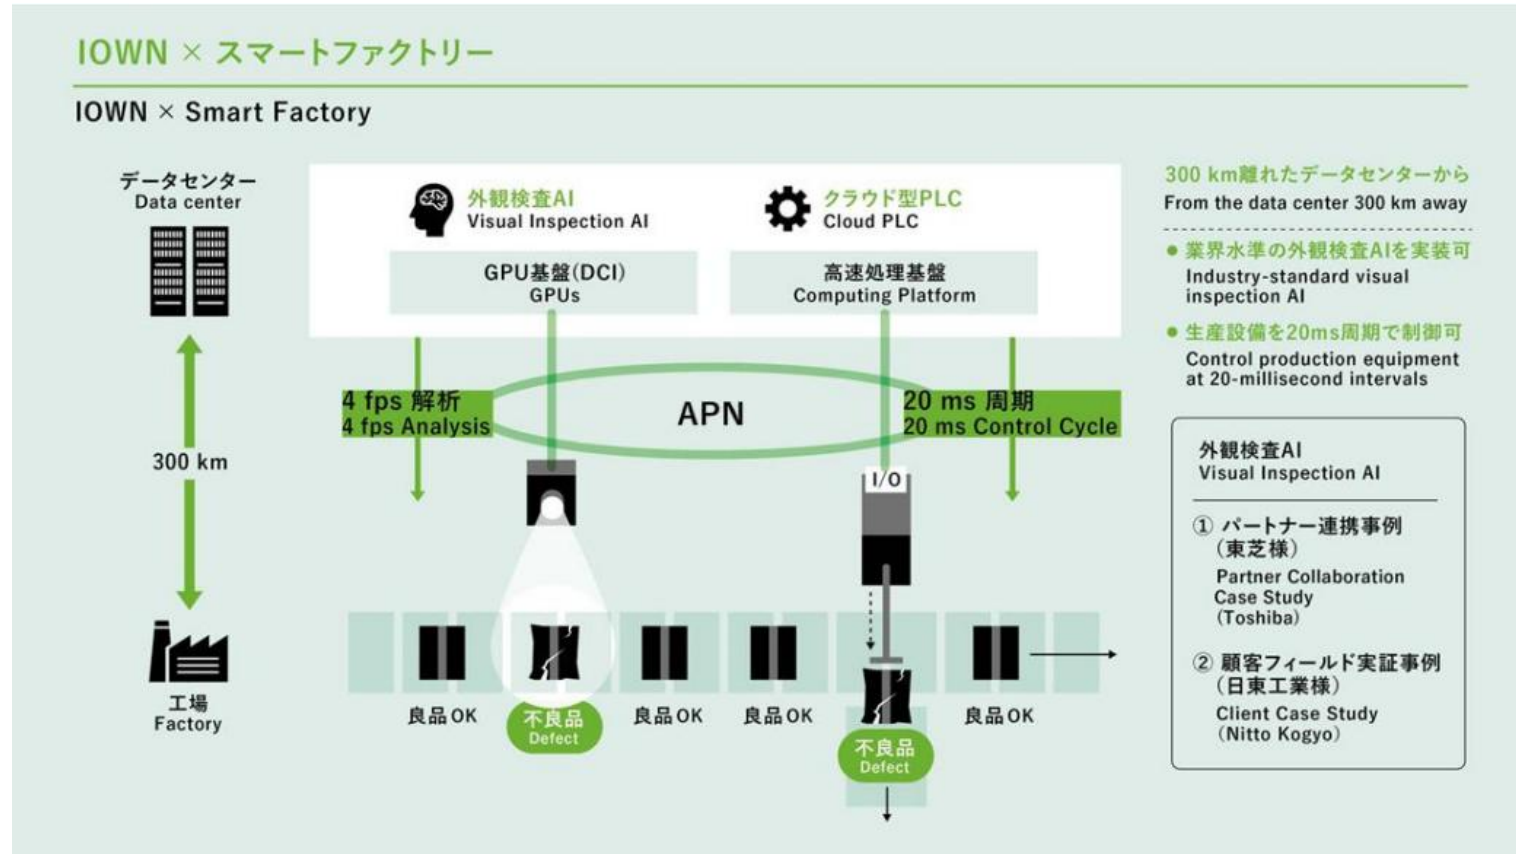 IOWN × スマートファクトリー
IOWN × Smart Factory
データセンター
Data center
300 km
工場
Factory
外観検査AI
Visual Inspection AI
GPU基盤(DCI)
GPUs
クラウド型PLC
Cloud PLC
高速処理基盤
Computing Platform
4 fps 解析
4 fps Analysis
APN
20 ms 周期
20 ms Control Cycle
I/O
良品OK
不良品
Defect
良品OK
良品OK
不良品
Defect
良品OK
300 km離れたデータセンターから
From the data center 300 km away
● 業界水準の外観検査AIを実装可
Industry-standard visual
inspection AI
● 生産設備を20ms周期で制御可
Control production equipment
at 20-millisecond intervals
外観検査AI
Visual Inspection AI
① パートナー連携事例
(東芝様)
Partner Collaboration
Case Study
(Toshiba)
② 顧客フィールド実証事例
(日東工業様)
Client Case Study
(Nitto Kogyo)